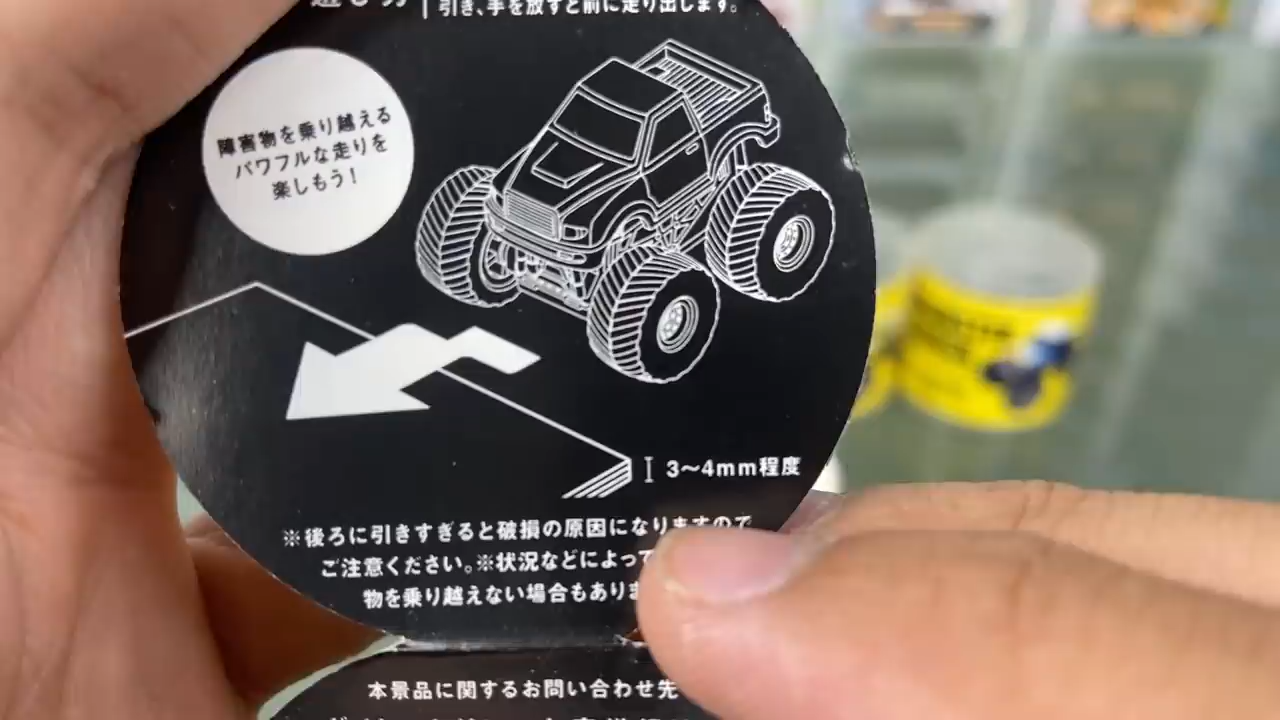 引き、手を放すと前に走り出します。
障害物を乗り越える
パワフルな走りを
楽しもう!
3〜4mm程度
※後ろに引きすぎると破損の原因になりますので
ご注意ください。※状況などによって
物を乗り越えない場合もありま
本景品に関するお問い合わせ先